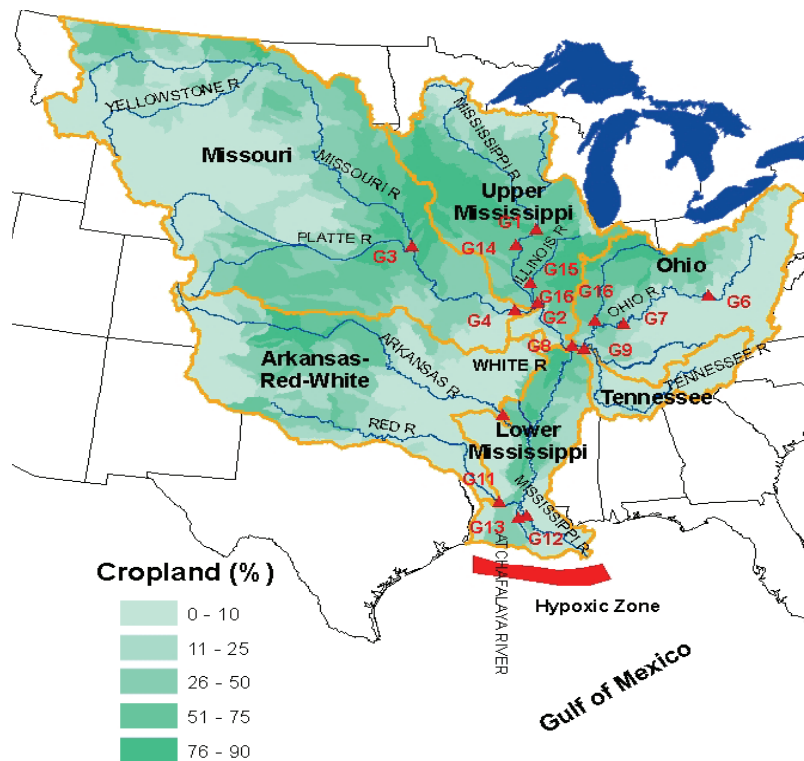 YELLOWSTONE R
MISSISSIPPI R
Missouri
MISSOURI R
Upper
Mississippi
G1
PLATTE R
G3
G14
ILLINOIS R
G15
Ohio
G16
G16
OHIO R
G6
G4
G2
G7
G8
G9
Arkansas-
Red-White
ARKANSAS R
WHITE R
TENNESSEE R
Tennessee
RED R
Lower
Mississippi
G11
MISSISSIPPI R
G13
G12
ATCHAFALAYA RIVER
Cropland (%)
Hypoxic Zone
0 - 10
11 - 25
26 - 50
51 - 75
76 - 90
Gulf of Mexico